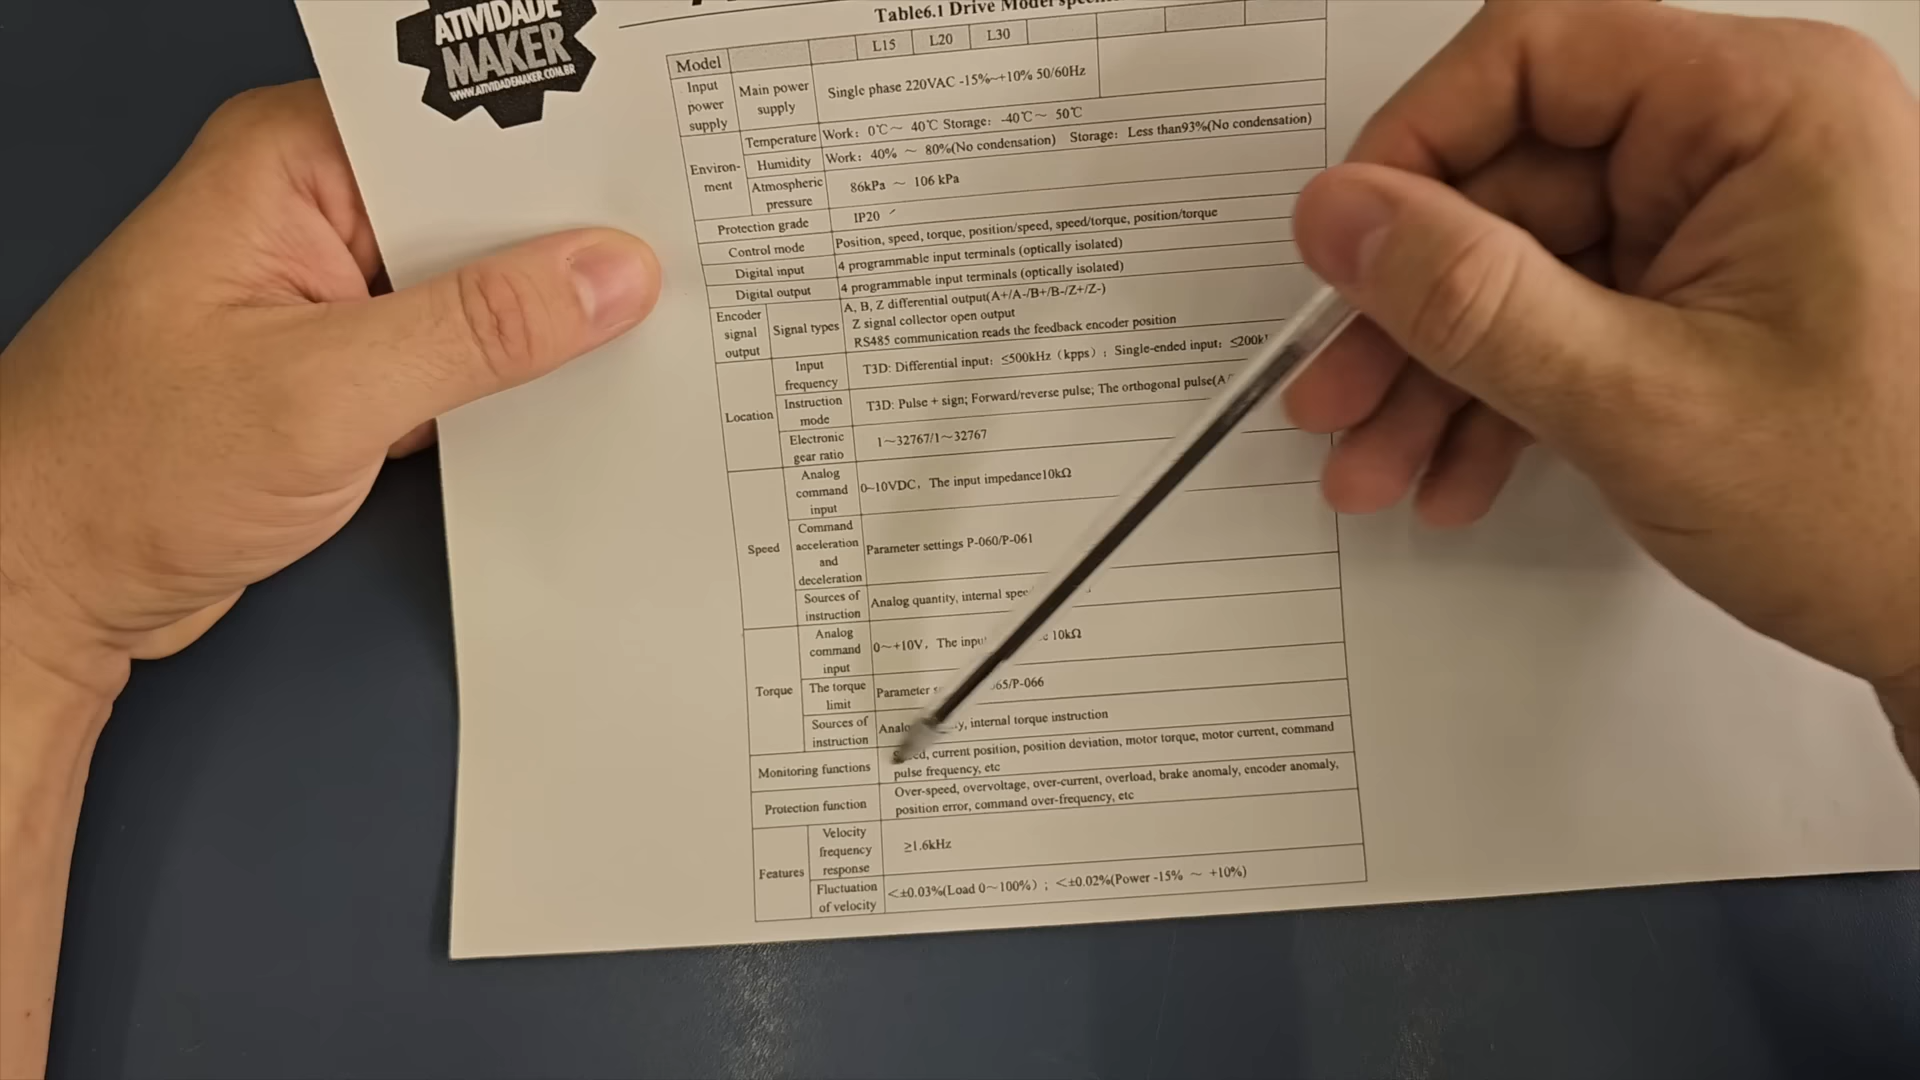 ATIVIDADE
MAKER
WWW.ATIVIDADEMAKER.COM.BR
Table6.1 Drive Model
Model L15 L20 L30
Input power supply Main power supply Single phase 220VAC -15%~+10% 50/60Hz
Environ-ment Temperature Work：0℃～ 40℃ Storage：-40℃～ 50℃
Humidity Work：40% ～ 80%(No condensation) Storage：Less than93%(No condensation)
Atmospheric pressure 86kPa ～ 106 kPa
Protection grade IP20
Control mode Position, speed, torque, position/speed, speed/torque, position/torque
Digital input 4 programmable input terminals (optically isolated)
Digital output 4 programmable input terminals (optically isolated)
Encoder signal output Signal types A, B, Z differential output(A+/A-/B+/B-/Z+/Z-)
Z signal collector open output
RS485 communication reads the feedback encoder position
Location Input frequency T3D: Differential input：≤500kHz（kpps）；Single-ended input：≤200k
Instruction mode T3D: Pulse + sign; Forward/reverse pulse; The orthogonal pulse(A/
Electronic gear ratio 1～32767/1～32767
Speed Analog command input 0~10VDC，The input impedance10kΩ
Command acceleration and deceleration Parameter settings P-060/P-061
Sources of instruction Analog quantity, internal
Torque Analog command input 0～+10V，The 10kΩ
The torque limit Parameter /P-066
Sources of instruction internal torque instruction
Monitoring functions current position, position deviation, motor torque, motor current, command
pulse frequency, etc
Protection function Over-speed, overvoltage, over-current, overload, brake anomaly, encoder anomaly,
position error, command over-frequency, etc
Features Velocity frequency response ≥1.6kHz
Fluctuation of velocity <±0.03%(Load 0～100%)；<±0.02%(Power -15% ～ +10%)